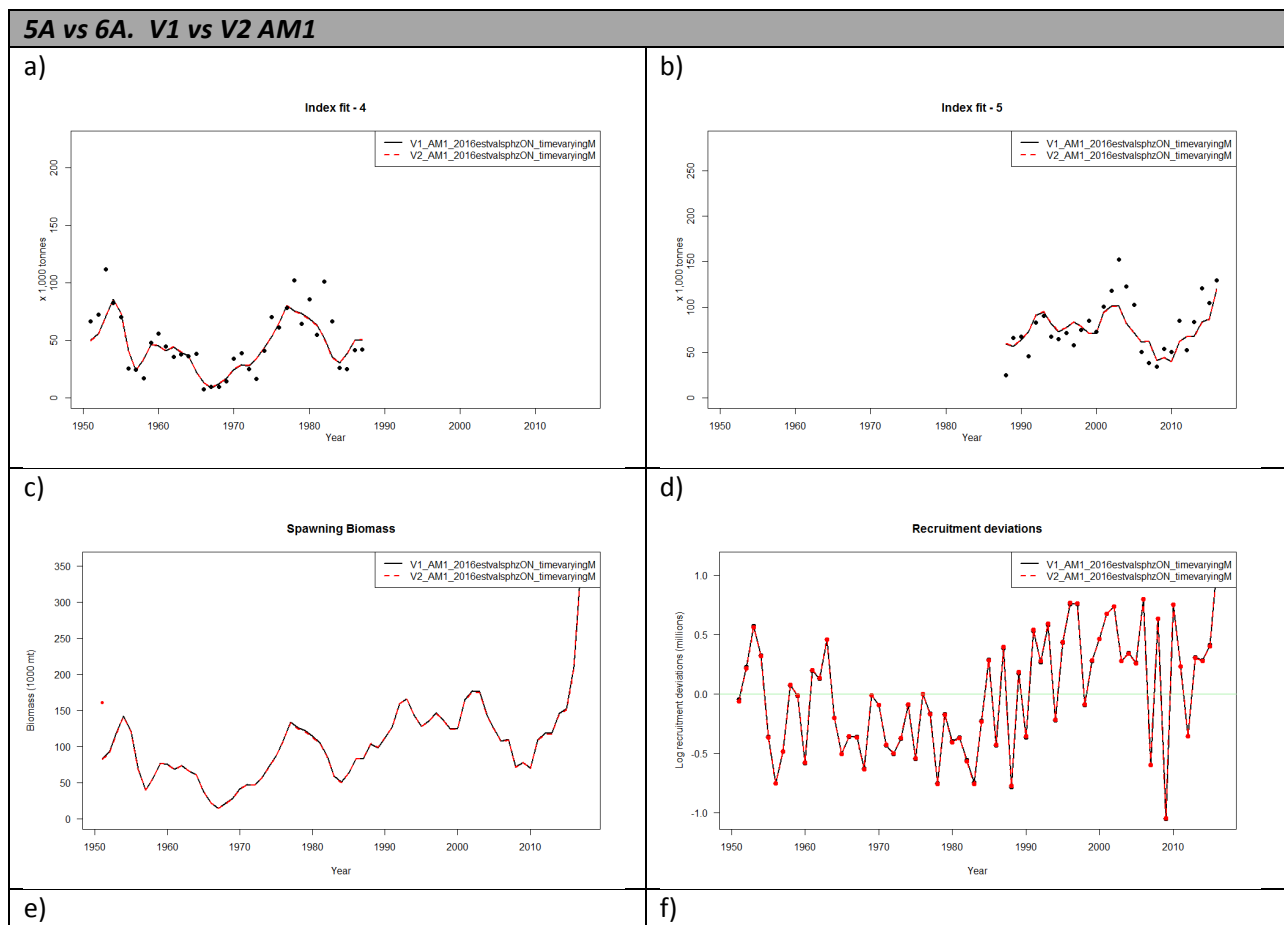 5A vs 6A. V1 vs V2 AM1
a)
Index fit - 4
V1_AM1_2016estvalsphzON_timevaryingM
V2_AM1_2016estvalsphzON_timevaryingM
x 1,000 tonnes
200
150
100
50
0
1950 1960 1970 1980 1990 2000 2010
Year
b)
Index fit - 5
V1_AM1_2016estvalsphzON_timevaryingM
V2_AM1_2016estvalsphzON_timevaryingM
x 1,000 tonnes
250
200
150
100
50
0
1950 1960 1970 1980 1990 2000 2010
Year
c)
Spawning Biomass
V1_AM1_2016estvalsphzON_timevaryingM
V2_AM1_2016estvalsphzON_timevaryingM
Biomass (1000 mt)
350
300
250
200
150
100
50
0
1950 1960 1970 1980 1990 2000 2010
Year
d)
Recruitment deviations
V1_AM1_2016estvalsphzON_timevaryingM
V2_AM1_2016estvalsphzON_timevaryingM
Log recruitment deviations (millions)
1.0
0.5
0.0
-0.5
-1.0
1950 1960 1970 1980 1990 2000 2010
Year
e)
f)